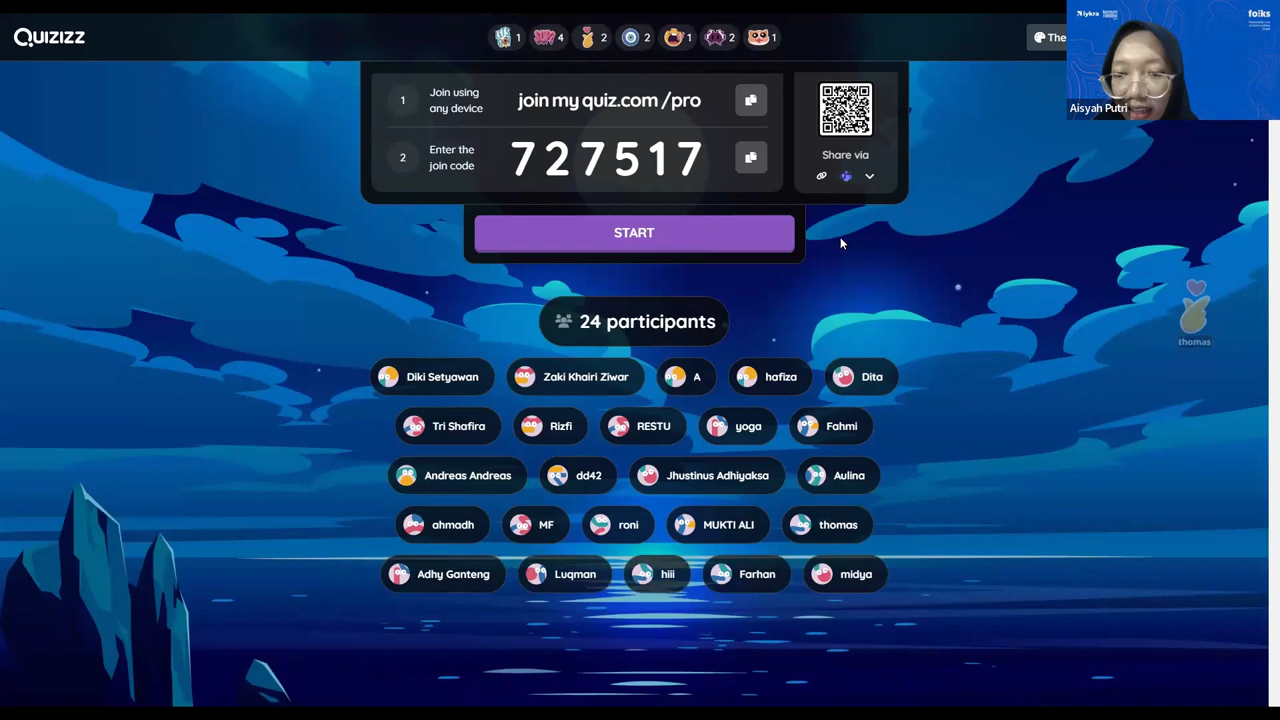 Quizizz
1
4
2
2
1
2
1
The
iykra
foiks
Aisyah Putri
1
Join using
any device
joinmyquiz.com/pro
2
Enter the
join code
727517
Share via
START
24 participants
thomas
Diki Setyawan
Zaki Khairi Ziwar
A
hafiza
Dita
Tri Shafira
Rizfi
RESTU
yoga
Fahmi
Andreas Andreas
dd42
Jhustinus Adhiyaksa
Aulina
ahmadh
MF
roni
MUKTI ALI
thomas
Adhy Ganteng
Luqman
hiii
Farhan
midya